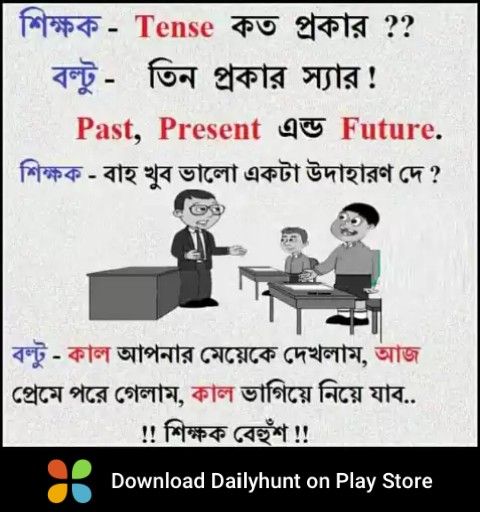 শিক্ষক - Tense কত প্রকার ??
বল্টু - তিন প্রকার স্যার !
Past, Present এন্ড Future.
শিক্ষক - বাহ খুব ভালো একটা উদাহারণ দে ?
বল্টু - কাল আপনার মেয়েকে দেখলাম, আজ
প্রেমে পরে গেলাম, কাল ভাগিয়ে নিয়ে যাব..
!! শিক্ষক বেহুঁশ !!
Download Dailyhunt on Play Store